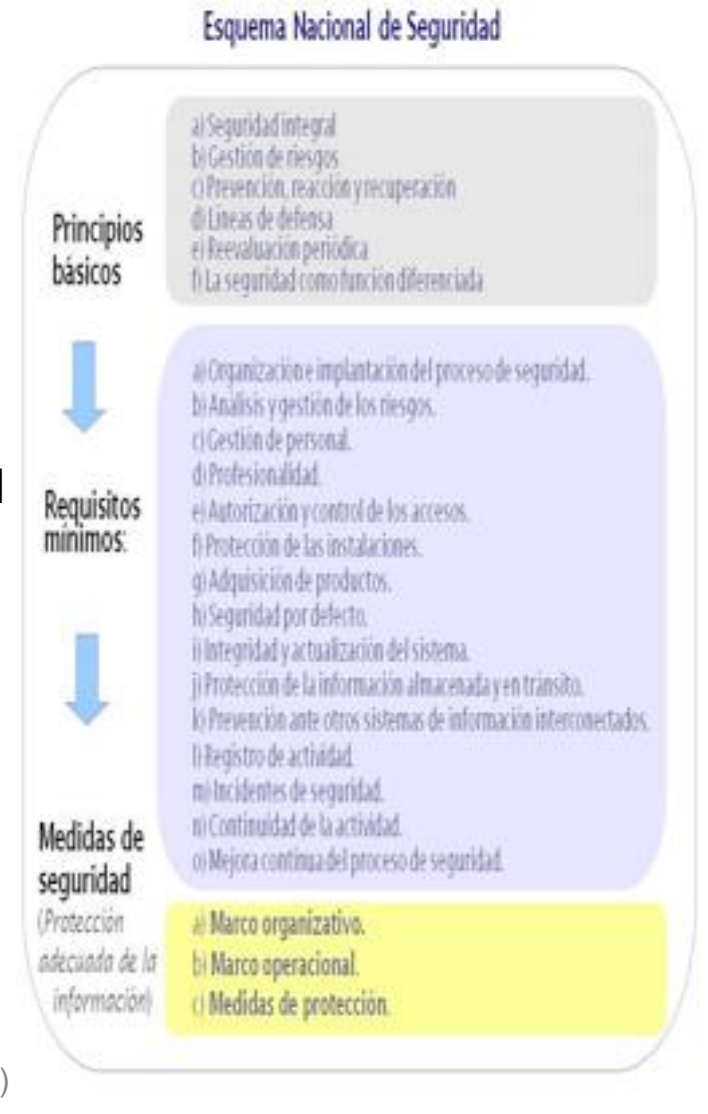 Esquema Nacional de Seguridad
Principios
básicos
a) Seguridad integral
b) Gestión de riesgos
c) Prevención, reacción y recuperación
d) Líneas de defensa
e) Reevaluación periódica
f) La seguridad como función diferenciada
Requisitos
mínimos:
a) Organización e implantación del proceso de seguridad.
b) Análisis y gestión de los riesgos.
c) Gestión de personal.
d) Profesionalidad.
e) Autorización y control de los accesos.
f) Protección de las instalaciones.
g) Adquisición de productos.
h) Seguridad por defecto.
i) Integridad y actualización del sistema.
j) Protección de la información almacenada y en tránsito.
k) Prevención ante otros sistemas de información interconectados.
l) Registro de actividad.
m) Incidentes de seguridad.
n) Continuidad de la actividad.
o) Mejora continua del proceso de seguridad.
Medidas de
seguridad
(Protección
adecuada de la
información)
a) Marco organizativo.
b) Marco operacional.
c) Medidas de protección.
)